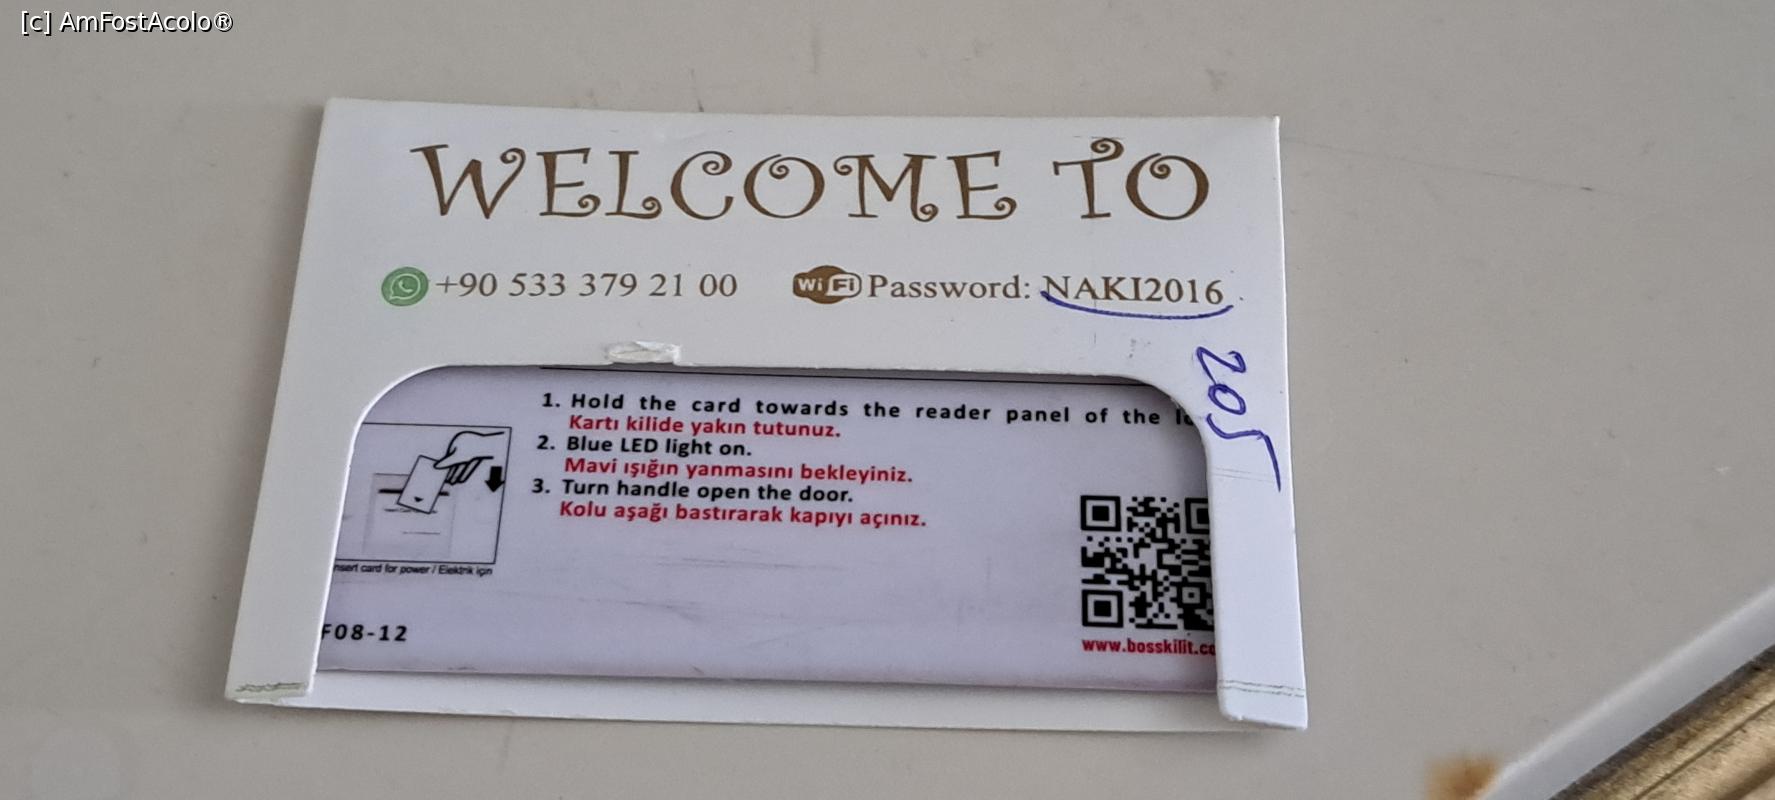 [c] AmFostAcolo®
WELCOME TO
+90 533 379 21 00 WiFi Password: NAKI2016
205
1. Hold the card towards the reader panel of the
Kartı kilide yakın tutunuz.
2. Blue LED light on.
Mavi ışığın yanmasını bekleyiniz.
3. Turn handle open the door.
Kolu aşağı bastırarak kapıyı açınız.
nsert card for power / Elektrik için
F08-12
www.bosskilit.co